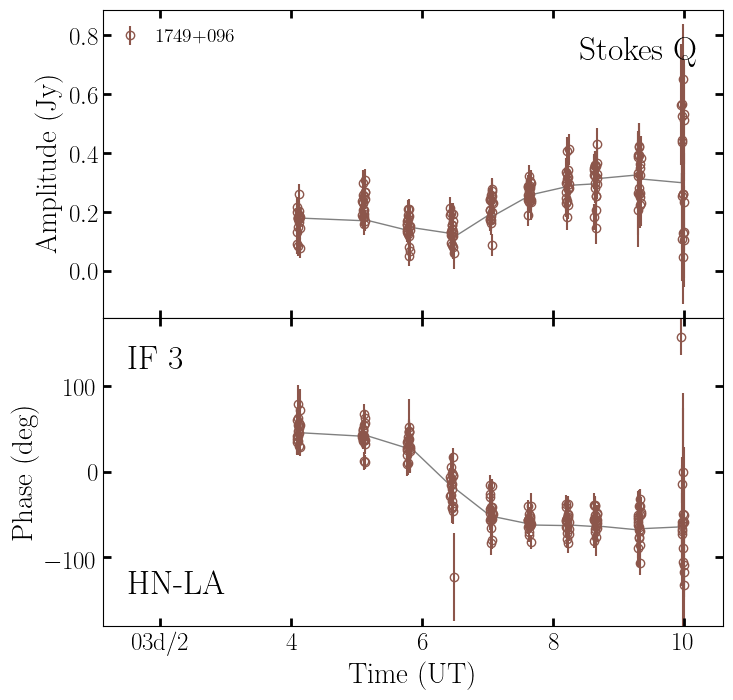 1749+096
Stokes Q
0.8
0.6
0.4
0.2
0.0
Amplitude (Jy)
IF 3
100
0
−100
Phase (deg)
HN-LA
03d/2 4 6 8 10
Time (UT)